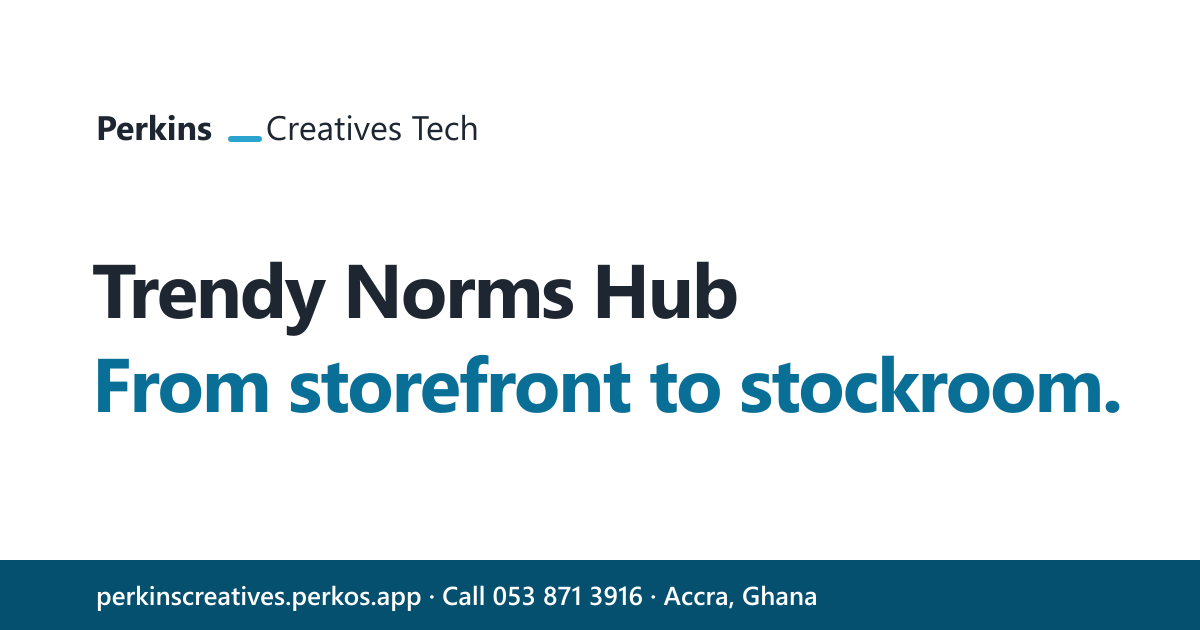 Perkins Creatives Tech
Trendy Norms Hub
From storefront to stockroom.
perkinscreatives.perkos.app · Call 053 871 3916 · Accra, Ghana